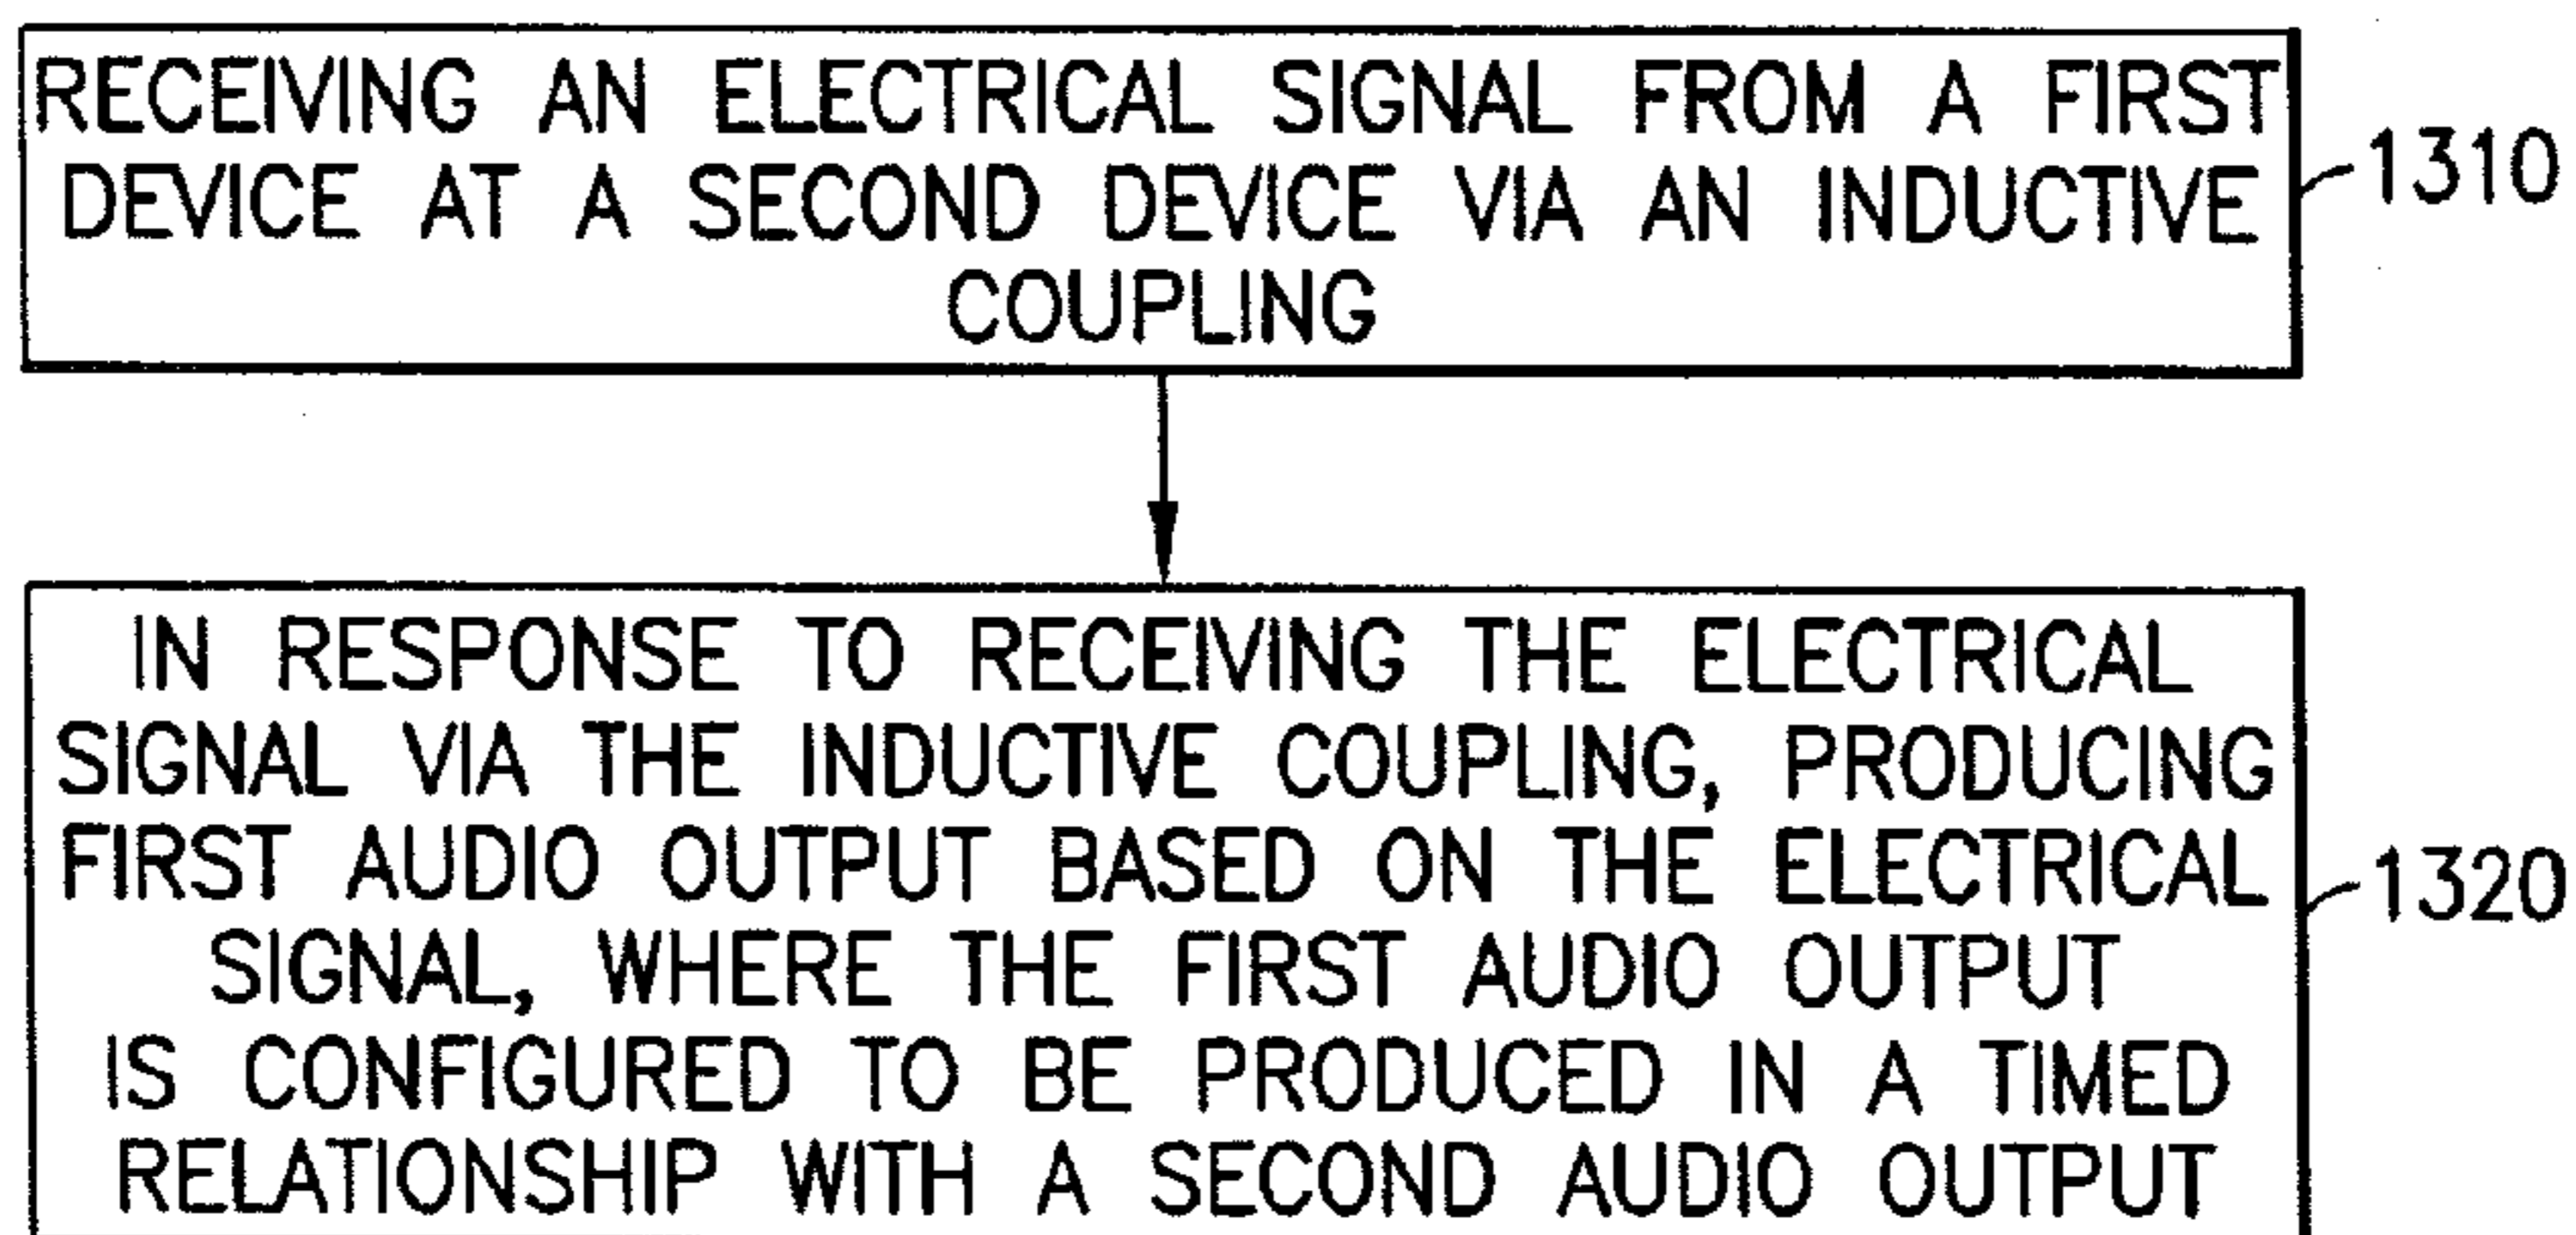 RECEIVING AN ELECTRICAL SIGNAL FROM A FIRST
DEVICE AT A SECOND DEVICE VIA AN INDUCTIVE
COUPLING
1310
IN RESPONSE TO RECEIVING THE ELECTRICAL
SIGNAL VIA THE INDUCTIVE COUPLING, PRODUCING
FIRST AUDIO OUTPUT BASED ON THE ELECTRICAL
SIGNAL, WHERE THE FIRST AUDIO OUTPUT
IS CONFIGURED TO BE PRODUCED IN A TIMED
RELATIONSHIP WITH A SECOND AUDIO OUTPUT
1320